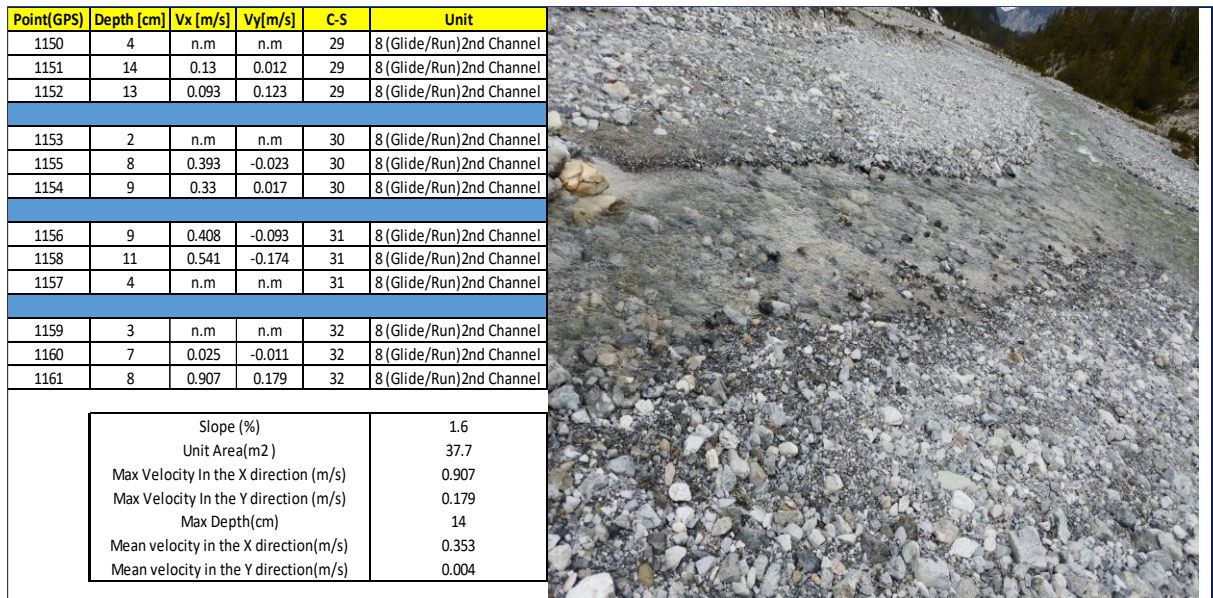 Point(GPS) Depth [cm] Vx [m/s] Vy[m/s] C-S Unit
1150 4 n.m n.m 29 8 (Glide/Run)2nd Channel
1151 14 0.13 0.012 29 8 (Glide/Run)2nd Channel
1152 13 0.093 0.123 29 8 (Glide/Run)2nd Channel
1153 2 n.m n.m 30 8 (Glide/Run)2nd Channel
1155 8 0.393 -0.023 30 8 (Glide/Run)2nd Channel
1154 9 0.33 0.017 30 8 (Glide/Run)2nd Channel
1156 9 0.408 -0.093 31 8 (Glide/Run)2nd Channel
1158 11 0.541 -0.174 31 8 (Glide/Run)2nd Channel
1157 4 n.m n.m 31 8 (Glide/Run)2nd Channel
1159 3 n.m n.m 32 8 (Glide/Run)2nd Channel
1160 7 0.025 -0.011 32 8 (Glide/Run)2nd Channel
1161 8 0.907 0.179 32 8 (Glide/Run)2nd Channel
Slope (%) 1.6
Unit Area(m2 ) 37.7
Max Velocity In the X direction (m/s) 0.907
Max Velocity In the Y direction (m/s) 0.179
Max Depth(cm) 14
Mean velocity in the X direction(m/s) 0.353
Mean velocity in the Y direction(m/s) 0.004